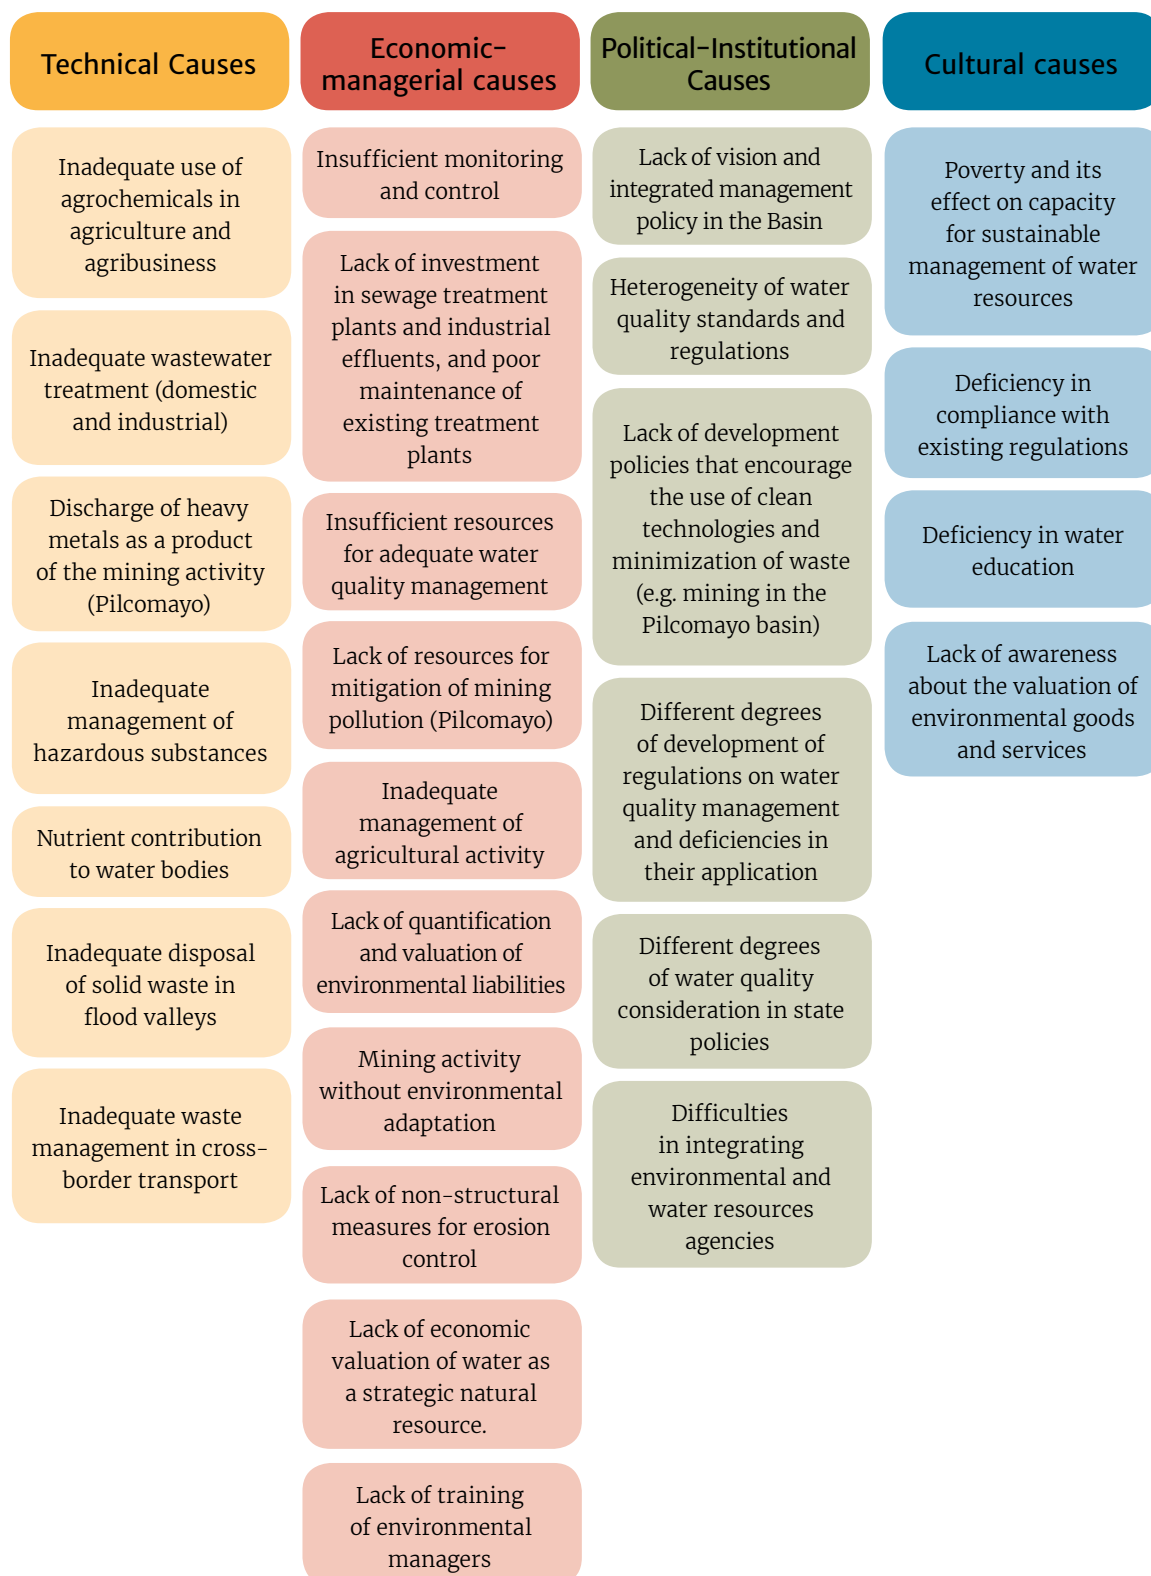 Technical Causes
Inadequate use of
agrochemicals in
agriculture and
agribusiness
Inadequate wastewater
treatment (domestic
and industrial)
Discharge of heavy
metals as a product
of the mining activity
(Pilcomayo)
Inadequate
management of
hazardous substances
Nutrient contribution
to water bodies
Inadequate disposal
of solid waste in
flood valleys
Inadequate waste
management in cross-
border transport
Economic-
managerial causes
Insufficient monitoring
and control
Lack of investment
in sewage treatment
plants and industrial
effluents, and poor
maintenance of
existing treatment
plants
Insufficient resources
for adequate water
quality management
Lack of resources for
mitigation of mining
pollution (Pilcomayo)
Inadequate
management of
agricultural activity
Lack of quantification
and valuation of
environmental liabilities
Mining activity
without environmental
adaptation
Lack of non-structural
measures for erosion
control
Lack of economic
valuation of water as
a strategic natural
resource.
Lack of training
of environmental
managers
Political-Institutional
Causes
Lack of vision and
integrated management
policy in the Basin
Heterogeneity of water
quality standards and
regulations
Lack of development
policies that encourage
the use of clean
technologies and
minimization of waste
(e.g. mining in the
Pilcomayo basin)
Different degrees
of development of
regulations on water
quality management
and deficiencies in
their application
Different degrees
of water quality
consideration in state
policies
Difficulties
in integrating
environmental and
water resources
agencies
Cultural causes
Poverty and its
effect on capacity
for sustainable
management of water
resources
Deficiency in
compliance with
existing regulations
Deficiency in water
education
Lack of awareness
about the valuation of
environmental goods
and services